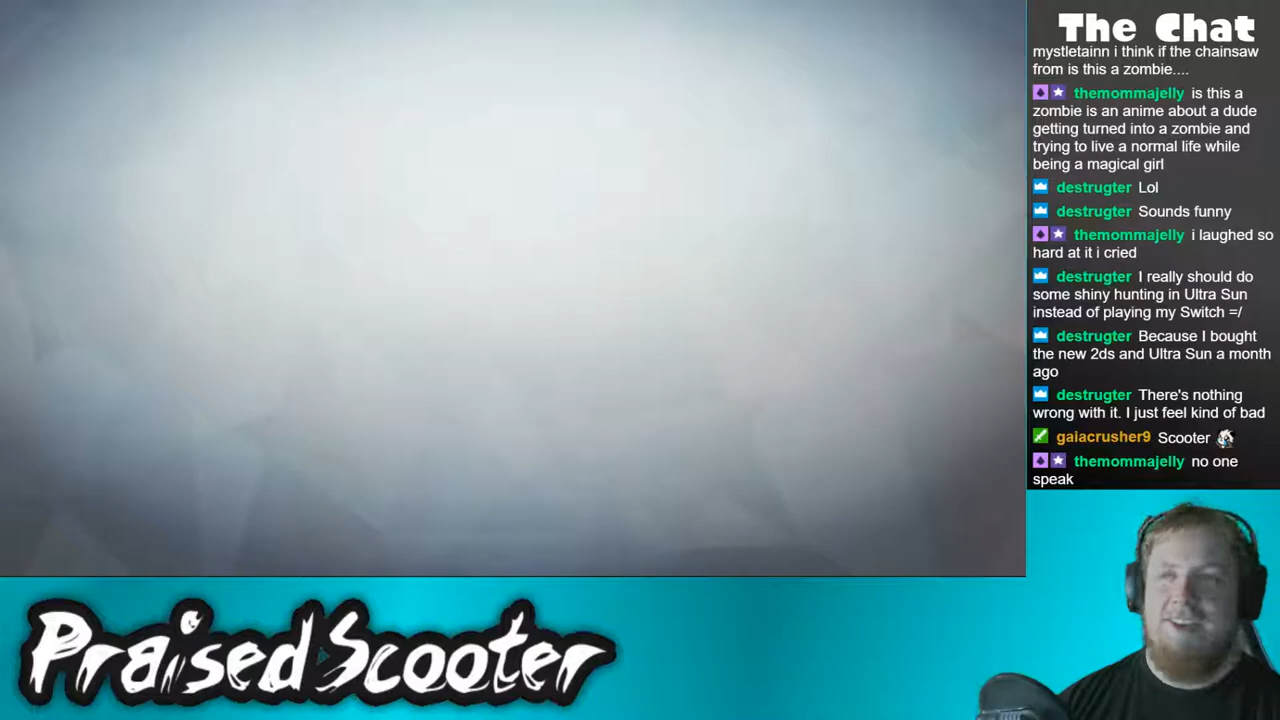 The Chat
mystletainn i think if the chainsaw
from is this a zombie....
themommajelly is this a
zombie is an anime about a dude
getting turned into a zombie and
trying to live a normal life while
being a magical girl
destrugter Lol
destrugter Sounds funny
themommajelly i laughed so
hard at it i cried
destrugter I really should do
some shiny hunting in Ultra Sun
instead of playing my Switch =/
destrugter Because I bought
the new 2ds and Ultra Sun a month
ago
destrugter There's nothing
wrong with it. I just feel kind of bad
gaiacrusher9 Scooter
themommajelly no one
speak
PraisedScooter